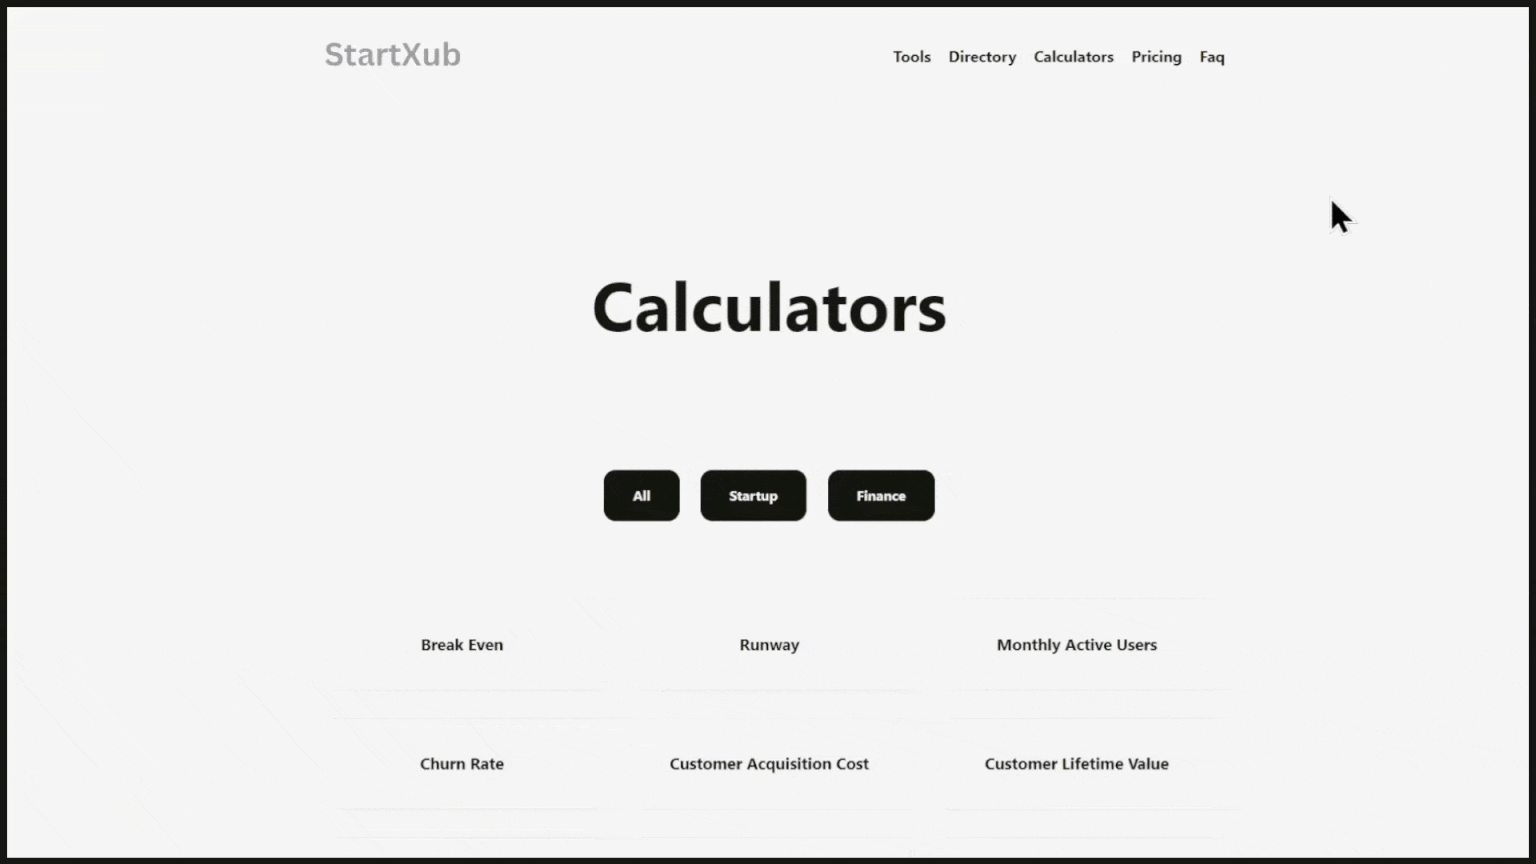 StartXub
Tools Directory Calculators Pricing Faq
Calculators
All Startup Finance
Break Even Runway Monthly Active Users
Churn Rate Customer Acquisition Cost Customer Lifetime Value